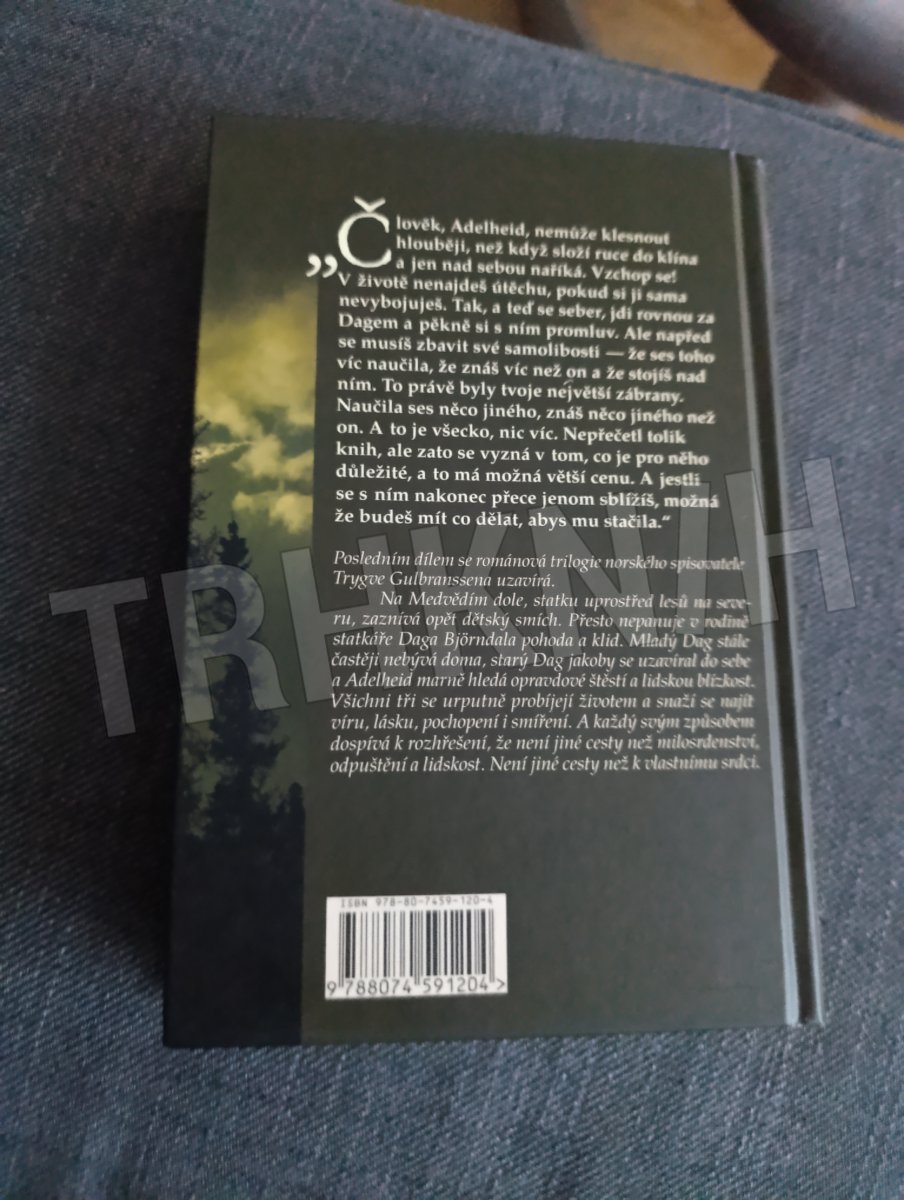 „Člověk, Adelheid, nemůže klesnout
hlouběji, než když složí ruce do klína
a jen nad sebou naříká. Vzchop se!
V životě nenajdeš útěchu, pokud si ji sama
nevybojuješ. Tak, a teď se seber, jdi rovnou za
Dagem a pěkně si s ním promluv. Ale napřed
se musíš zbavit své samolibosti — že ses toho
víc naučila, že znáš víc než on a že stojíš nad
ním. To právě byly tvoje největší zábrany.
Naučila ses něco jiného, znáš něco jiného než
on. A to je všecko, nic víc. Nepřečetl tolik
knih, ale zato se vyzná v tom, co je pro něho
důležité, a to má možná větší cenu. A jestli
se s ním nakonec přece jenom sblížíš, možná
že budeš mít co dělat, abys mu stačila.“
Posledním dílem se románová trilogie norského spisovatele
Trygve Gulbranssena uzavírá.
Na Medvědím dole, statku uprostřed lesů na seve-
ru, zaznívá opět dětský smích. Přesto nepanuje v rodině
statkáře Daga Björndala pohoda a klid. Mladý Dag stále
častěji nebývá doma, starý Dag jakoby se uzavíral do sebe
a Adelheid marně hledá opravdové štěstí a lidskou blízkost.
Všichni tři se urputně probíjejí životem a snaží se najít
víru, lásku, pochopení i smíření. A každý svým způsobem
dospívá k rozhřešení, že není jiné cesty než milosrdenství,
odpuštění a lidskost. Není jiné cesty než k vlastnímu srdci.
ISBN 978-80-7459-120-4
9 788074 591204 >
TRHKNIH